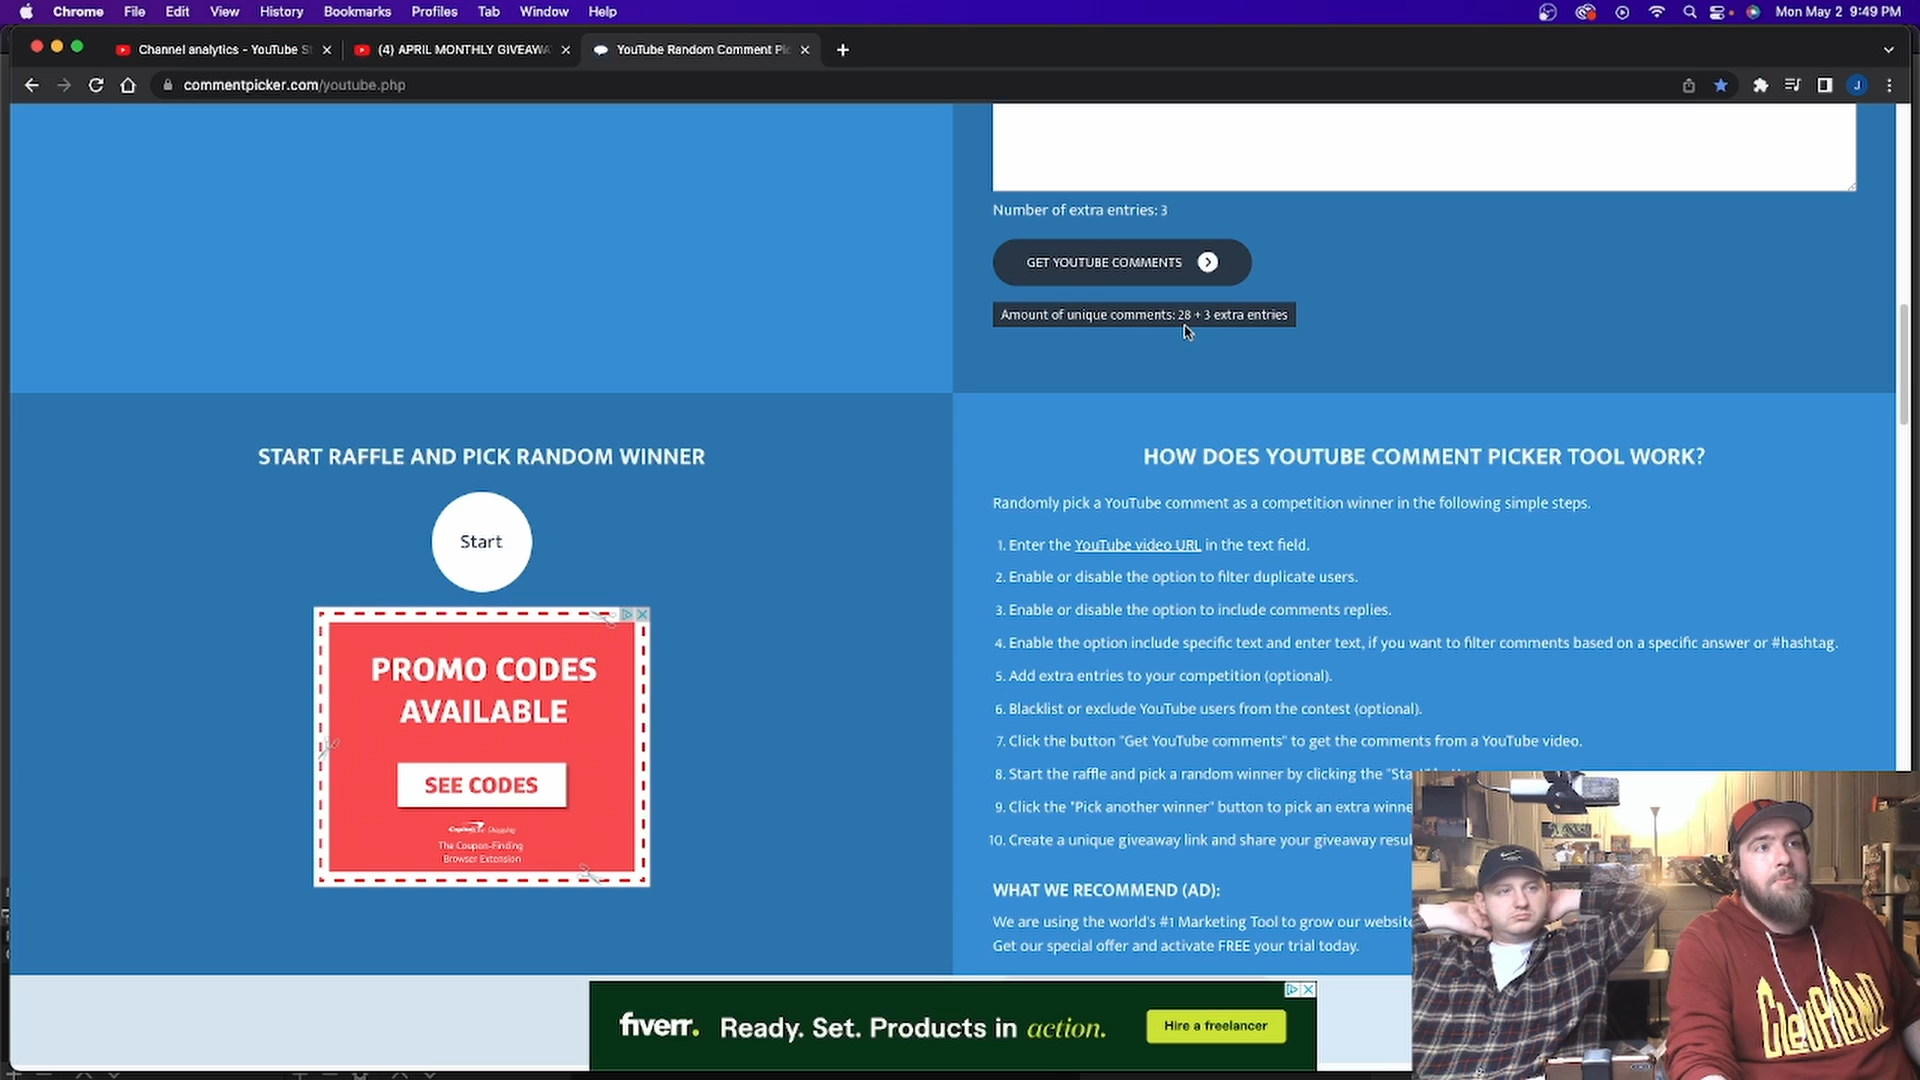 Chrome File Edit View History Bookmarks Profiles Tab Window Help
Mon May 2 9:49 PM
Channel analytics - YouTube S
(4) APRIL MONTHLY GIVEAWA
YouTube Random Comment Pi
commentpicker.com/youtube.php
J
Number of extra entries: 3
GET YOUTUBE COMMENTS
Amount of unique comments: 28 + 3 extra entries
START RAFFLE AND PICK RANDOM WINNER
Start
PROMO CODES
AVAILABLE
SEE CODES
Capital One Shopping
The Coupon-Finding
Browser Extension
HOW DOES YOUTUBE COMMENT PICKER TOOL WORK?
Randomly pick a YouTube comment as a competition winner in the following simple steps.
1. Enter the YouTube video URL in the text field.
2. Enable or disable the option to filter duplicate users.
3. Enable or disable the option to include comments replies.
4. Enable the option include specific text and enter text, if you want to filter comments based on a specific answer or #hashtag.
5. Add extra entries to your competition (optional).
6. Blacklist or exclude YouTube users from the contest (optional).
7. Click the button "Get YouTube comments" to get the comments from a YouTube video.
8. Start the raffle and pick a random winner by clicking the "Sta
9. Click the "Pick another winner" button to pick an extra winne
10. Create a unique giveaway link and share your giveaway resul
WHAT WE RECOMMEND (AD):
We are using the world's #1 Marketing Tool to grow our website
Get our special offer and activate FREE your trial today.
fiverr. Ready. Set. Products in action.
Hire a freelancer
CLEVELAND